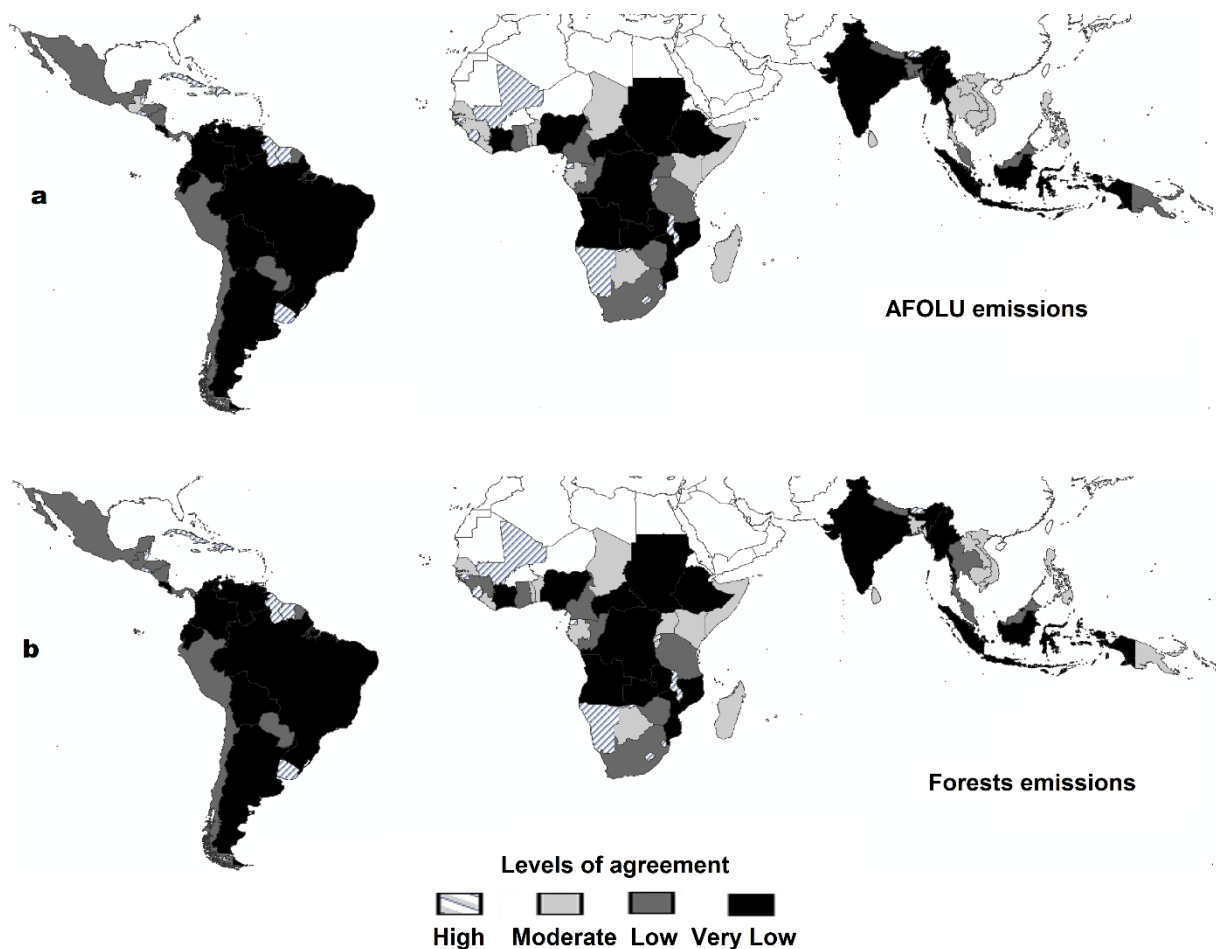 a
AFOLU emissions
b
Forests emissions
Levels of agreement
High Moderate Low Very Low